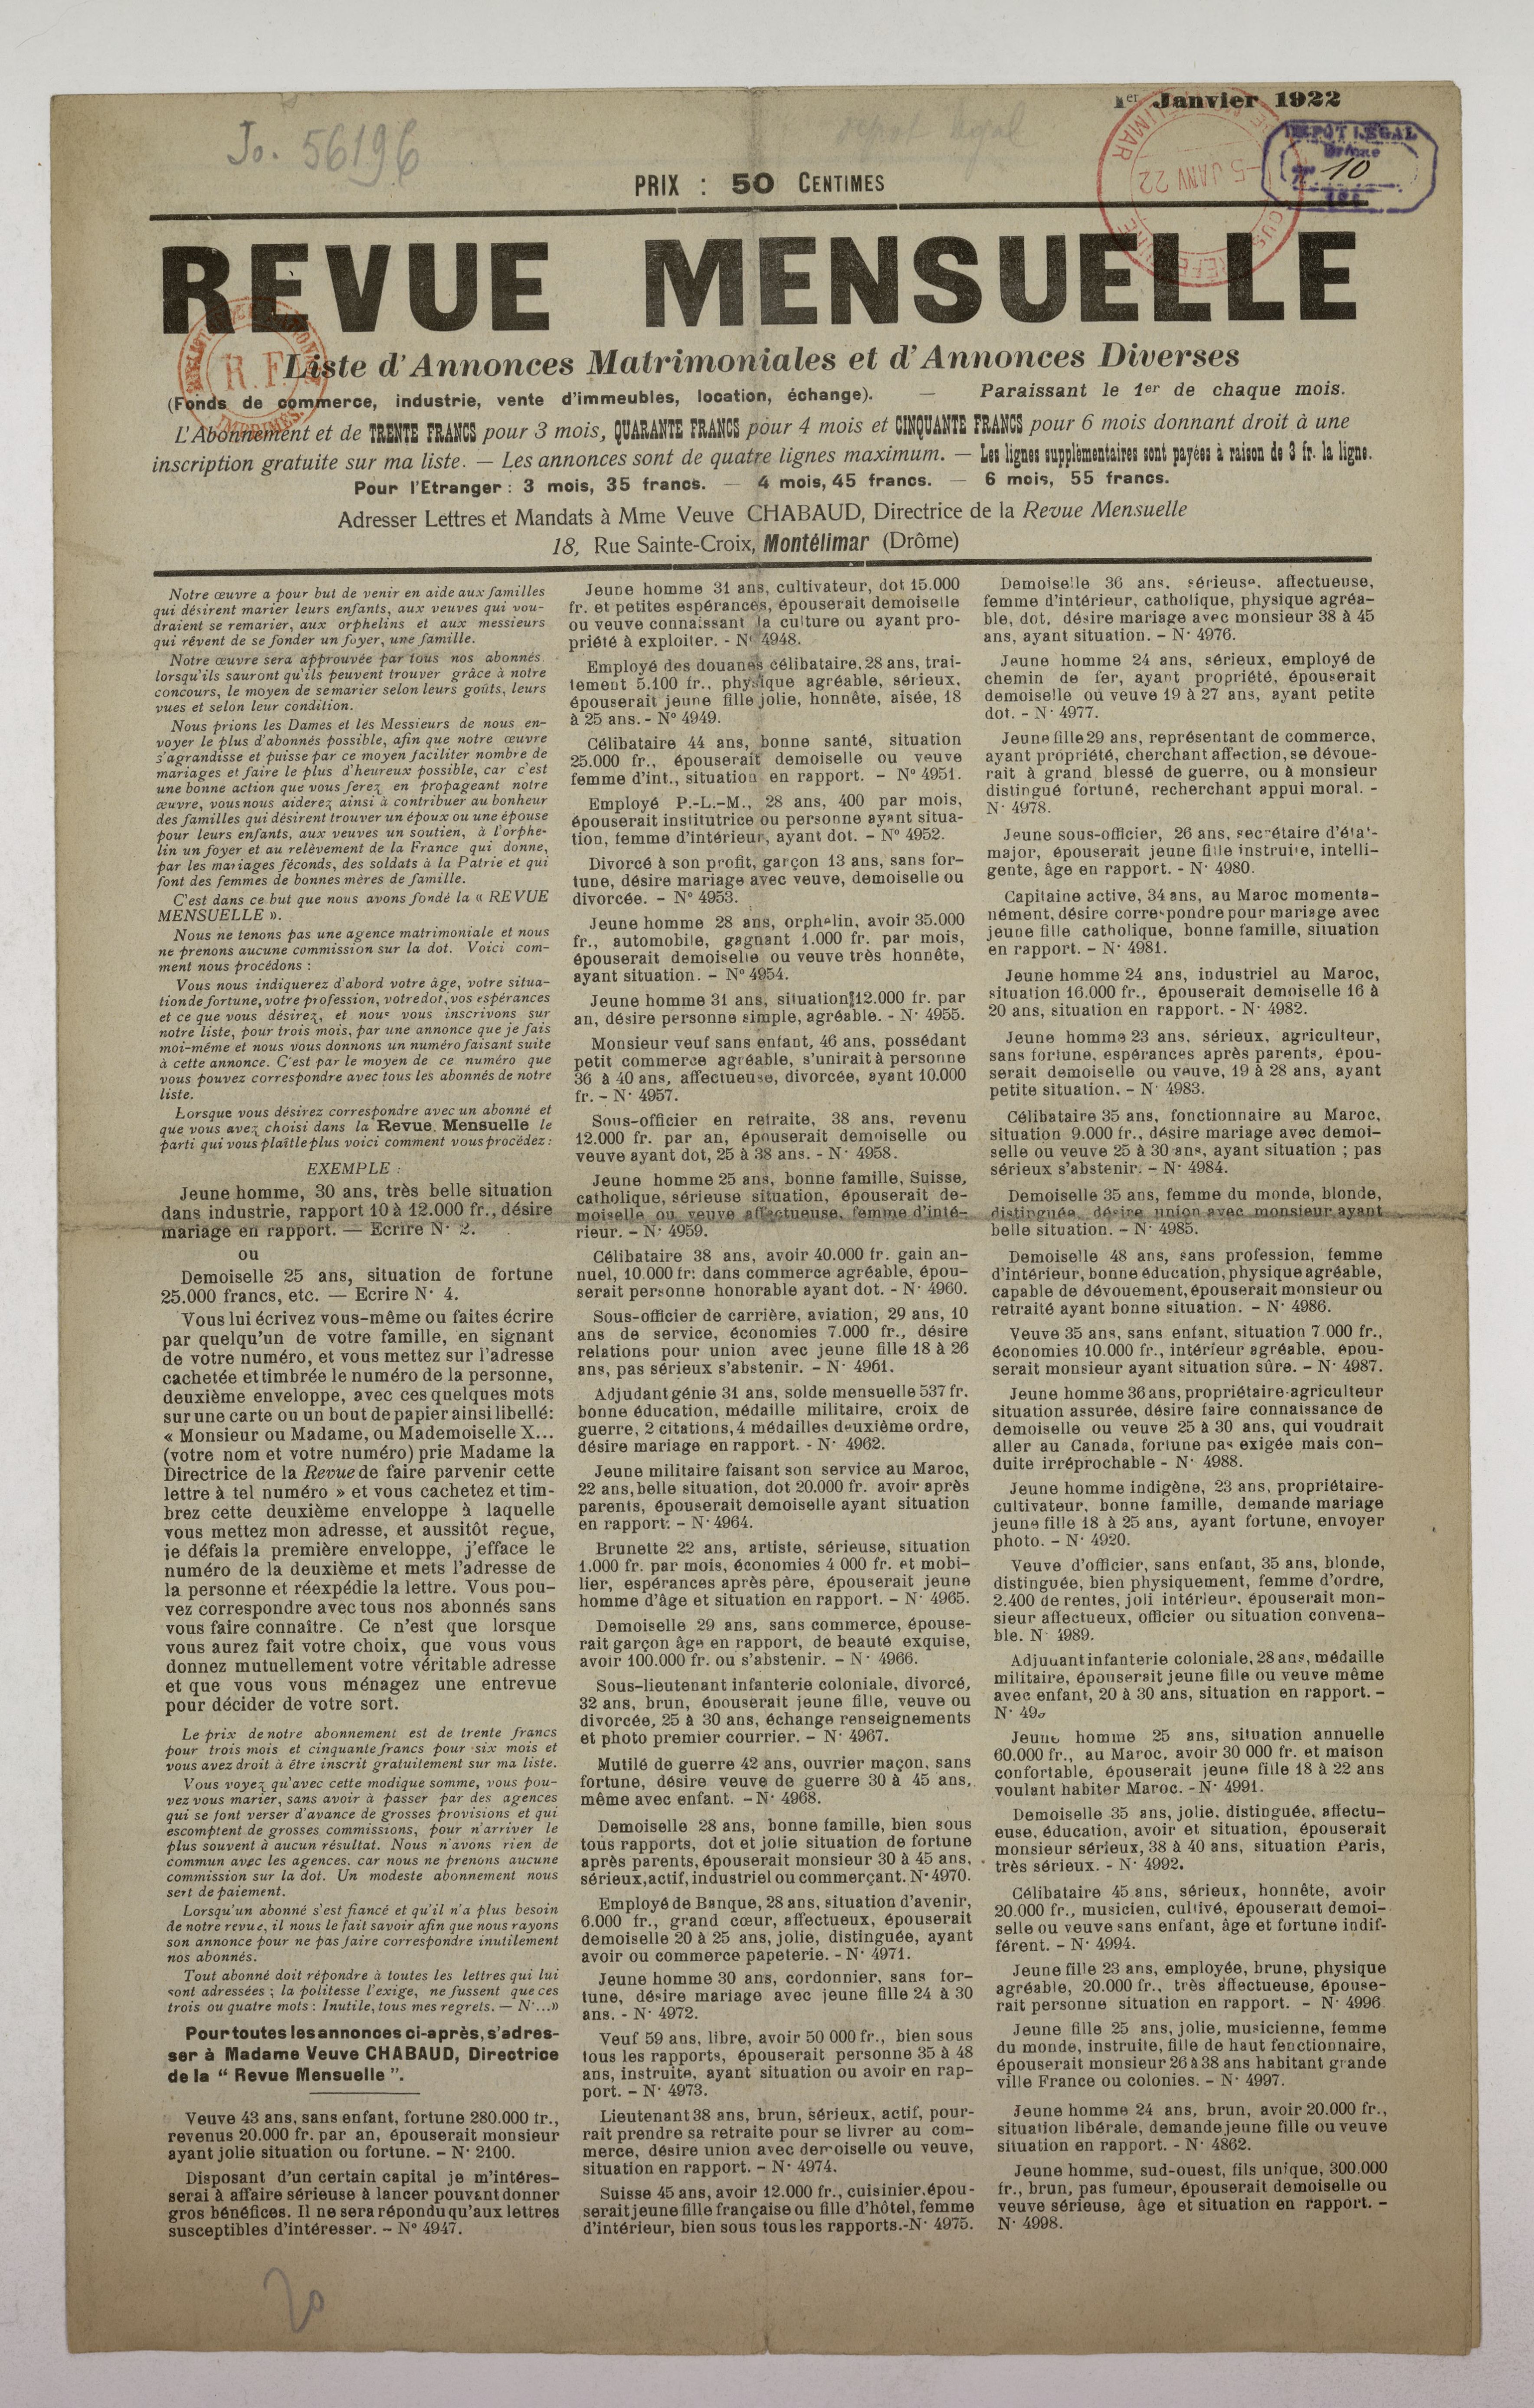 1er Janvier 1922
Jo. 56196
depot legal
DÉPÔT LÉGAL
Drôme
N° 10
5 JANV 22
PRIX : 50 CENTIMES
REVUE MENSUELLE
R.F.
Liste d'Annonces Matrimoniales et d'Annonces Diverses
(Fonds de commerce, industrie, vente d'immeubles, location, échange). — Paraissant le 1er de chaque mois.
L'Abonnement et de TRENTE FRANCS pour 3 mois, QUARANTE FRANCS pour 4 mois et CINQUANTE FRANCS pour 6 mois donnant droit à une
inscription gratuite sur ma liste. — Les annonces sont de quatre lignes maximum. — Les lignes supplémentaires sont payées à raison de 3 fr. la ligne.
Pour l'Etranger : 3 mois, 35 francs. — 4 mois, 45 francs. — 6 mois, 55 francs.
Adresser Lettres et Mandats à Mme Veuve CHABAUD, Directrice de la Revue Mensuelle
18, Rue Sainte-Croix, Montélimar (Drôme)
Notre œuvre a pour but de venir en aide aux familles
qui désirent marier leurs enfants, aux veuves qui vou-
draient se remarier, aux orphelins et aux messieurs
qui rêvent de se fonder un foyer, une famille.
Notre œuvre sera approuvée par tous nos abonnés
lorsqu'ils sauront qu'ils peuvent trouver grâce à notre
concours, le moyen de se marier selon leurs goûts, leurs
vues et selon leur condition.
Nous prions les Dames et les Messieurs de nous en-
voyer le plus d'abonnés possible, afin que notre œuvre
s'agrandisse et puisse par ce moyen faciliter nombre de
mariages et faire le plus d'heureux possible, car c'est
une bonne action que vous ferez en propageant notre
œuvre, vous nous aiderez ainsi à contribuer au bonheur
des familles qui désirent trouver un époux ou une épouse
pour leurs enfants, aux veuves un soutien, à l'orphe-
lin un foyer et au relèvement de la France qui donne,
par les mariages féconds, des soldats à la Patrie et qui
font des femmes de bonnes mères de famille.
C'est dans ce but que nous avons fondé la « REVUE
MENSUELLE ».
Nous ne tenons pas une agence matrimoniale et nous
ne prenons aucune commission sur la dot. Voici com-
ment nous procédons :
Vous nous indiquerez d'abord votre âge, votre situa-
tion de fortune, votre profession, votre dot, vos espérances
et ce que vous désirez, et nous vous inscrivons sur
notre liste, pour trois mois, par une annonce que je fais
moi-même et nous vous donnons un numéro faisant suite
à cette annonce. C'est par le moyen de ce numéro que
vous pouvez correspondre avec tous les abonnés de notre
liste.
Lorsque vous désirez correspondre avec un abonné et
que vous avez choisi dans la Revue Mensuelle le
parti qui vous plaît le plus voici comment vous procédez :
EXEMPLE :
Jeune homme, 30 ans, très belle situation
dans industrie, rapport 10 à 12.000 fr., désire
mariage en rapport. — Ecrire N· 2.
ou
Demoiselle 25 ans, situation de fortune
25.000 francs, etc. — Ecrire N· 4.
Vous lui écrivez vous-même ou faites écrire
par quelqu'un de votre famille, en signant
de votre numéro, et vous mettez sur l'adresse
cachetée et timbrée le numéro de la personne,
deuxième enveloppe, avec ces quelques mots
sur une carte ou un bout de papier ainsi libellé:
« Monsieur ou Madame, ou Mademoiselle X...
(votre nom et votre numéro) prie Madame la
Directrice de la Revue de faire parvenir cette
lettre à tel numéro » et vous cachetez et tim-
brez cette deuxième enveloppe à laquelle
vous mettez mon adresse, et aussitôt reçue,
je défais la première enveloppe, j'efface le
numéro de la deuxième et mets l'adresse de
la personne et réexpédie la lettre. Vous pou-
vez correspondre avec tous nos abonnés sans
vous faire connaître. Ce n'est que lorsque
vous aurez fait votre choix, que vous vous
donnez mutuellement votre véritable adresse
et que vous vous ménagez une entrevue
pour décider de votre sort.
Le prix de notre abonnement est de trente francs
pour trois mois et cinquante francs pour six mois et
vous avez droit à être inscrit gratuitement sur ma liste.
Vous voyez qu'avec cette modique somme, vous pou-
vez vous marier, sans avoir à passer par des agences
qui se font verser d'avance de grosses provisions et qui
escomptent de grosses commissions, pour n'arriver le
plus souvent à aucun résultat. Nous n'avons rien de
commun avec les agences, car nous ne prenons aucune
commission sur la dot. Un modeste abonnement nous
sert de paiement.
Lorsqu'un abonné s'est fiancé et qu'il n'a plus besoin
de notre revue, il nous le fait savoir afin que nous rayons
son annonce pour ne pas faire correspondre inutilement
nos abonnés.
Tout abonné doit répondre à toutes les lettres qui lui
sont adressées ; la politesse l'exige, ne fussent que ces
trois ou quatre mots : Inutile, tous mes regrets. — N·...»
Pour toutes les annonces ci-après, s'adres-
ser à Madame Veuve CHABAUD, Directrice
de la “ Revue Mensuelle ”.
Veuve 43 ans, sans enfant, fortune 280.000 fr.,
revenus 20.000 fr. par an, épouserait monsieur
ayant jolie situation ou fortune. – N· 2100.
Disposant d'un certain capital je m'intéres-
serai à affaire sérieuse à lancer pouvant donner
gros bénéfices. Il ne sera répondu qu'aux lettres
susceptibles d'intéresser. – N° 4947.
Jeune homme 31 ans, cultivateur, dot 15.000
fr. et petites espérances, épouserait demoiselle
ou veuve connaissant la culture ou ayant pro-
priété à exploiter. - N° 4948.
Employé des douanes célibataire, 28 ans, trai-
tement 5.100 fr., physique agréable, sérieux,
épouserait jeune fille jolie, honnête, aisée, 18
à 25 ans. - N° 4949.
Célibataire 44 ans, bonne santé, situation
25.000 fr., épouserait demoiselle ou veuve
femme d'int., situation en rapport. – N° 4951.
Employé P.-L.-M., 28 ans, 400 par mois,
épouserait institutrice ou personne ayant situa-
tion, femme d'intérieur, ayant dot. – N° 4952.
Divorcé à son profit, garçon 13 ans, sans for-
tune, désire mariage avec veuve, demoiselle ou
divorcée. – N° 4953.
Jeune homme 28 ans, orphelin, avoir 35.000
fr., automobile, gagnant 1.000 fr. par mois,
épouserait demoiselle ou veuve très honnête,
ayant situation. – N° 4954.
Jeune homme 31 ans, situation 12.000 fr. par
an, désire personne simple, agréable. - N· 4955.
Monsieur veuf sans enfant, 46 ans, possédant
petit commerce agréable, s'unirait à personne
36 à 40 ans, affectueuse, divorcée, ayant 10.000
fr. – N· 4957.
Sous-officier en retraite, 38 ans, revenu
12.000 fr. par an, épouserait demoiselle ou
veuve ayant dot, 25 à 38 ans. - N· 4958.
Jeune homme 25 ans, bonne famille, Suisse,
catholique, sérieuse situation, épouserait de-
moiselle ou veuve affectueuse, femme d'inté-
rieur. – N· 4959.
Célibataire 38 ans, avoir 40.000 fr. gain an-
nuel, 10.000 fr: dans commerce agréable, épou-
serait personne honorable ayant dot. - N· 4960.
Sous-officier de carrière, aviation, 29 ans, 10
ans de service, économies 7.000 fr., désire
relations pour union avec jeune fille 18 à 26
ans, pas sérieux s'abstenir. – N· 4961.
Adjudant génie 31 ans, solde mensuelle 537 fr.
bonne éducation, médaille militaire, croix de
guerre, 2 citations, 4 médailles deuxième ordre,
désire mariage en rapport. - N· 4962.
Jeune militaire faisant son service au Maroc,
22 ans, belle situation, dot 20.000 fr. avoir après
parents, épouserait demoiselle ayant situation
en rapport. – N· 4964.
Brunette 22 ans, artiste, sérieuse, situation
1.000 fr. par mois, économies 4 000 fr. et mobi-
lier, espérances après père, épouserait jeune
homme d'âge et situation en rapport. – N· 4965.
Demoiselle 29 ans, sans commerce, épouse-
rait garçon âge en rapport, de beauté exquise,
avoir 100.000 fr. ou s'abstenir. – N· 4966.
Sous-lieutenant infanterie coloniale, divorcé,
32 ans, brun, épouserait jeune fille, veuve ou
divorcée, 25 à 30 ans, échange renseignements
et photo premier courrier. – N· 4967.
Mutilé de guerre 42 ans, ouvrier maçon, sans
fortune, désire veuve de guerre 30 à 45 ans,
même avec enfant. – N· 4968.
Demoiselle 28 ans, bonne famille, bien sous
tous rapports, dot et jolie situation de fortune
après parents, épouserait monsieur 30 à 45 ans,
sérieux, actif, industriel ou commerçant. N· 4970.
Employé de Banque, 28 ans, situation d'avenir,
6.000 fr., grand cœur, affectueux, épouserait
demoiselle 20 à 25 ans, jolie, distinguée, ayant
avoir ou commerce papeterie. - N· 4971.
Jeune homme 30 ans, cordonnier, sans for-
tune, désire mariage avec jeune fille 24 à 30
ans. - N· 4972.
Veuf 59 ans, libre, avoir 50 000 fr., bien sous
tous les rapports, épouserait personne 35 à 48
ans, instruite, ayant situation ou avoir en rap-
port. – N· 4973.
Lieutenant 38 ans, brun, sérieux, actif, pour-
rait prendre sa retraite pour se livrer au com-
merce, désire union avec demoiselle ou veuve,
situation en rapport. – N· 4974.
Suisse 45 ans, avoir 12.000 fr., cuisinier, épou-
serait jeune fille française ou fille d'hôtel, femme
d'intérieur, bien sous tous les rapports.-N· 4975.
Demoiselle 36 ans, sérieuse, affectueuse,
femme d'intérieur, catholique, physique agréa-
ble, dot, désire mariage avec monsieur 38 à 45
ans, ayant situation. – N· 4976.
Jeune homme 24 ans, sérieux, employé de
chemin de fer, ayant propriété, épouserait
demoiselle ou veuve 19 à 27 ans, ayant petite
dot. - N· 4977.
Jeune fille 29 ans, représentant de commerce,
ayant propriété, cherchant affection, se dévoue-
rait à grand blessé de guerre, ou à monsieur
distingué fortuné, recherchant appui moral. -
N· 4978.
Jeune sous-officier, 26 ans, secrétaire d'état-
major, épouserait jeune fille instruite, intelli-
gente, âge en rapport. - N· 4980.
Capitaine active, 34 ans, au Maroc momenta-
nément, désire correspondre pour mariage avec
jeune fille catholique, bonne famille, situation
en rapport. – N· 4981.
Jeune homme 24 ans, industriel au Maroc,
situation 16.000 fr., épouserait demoiselle 16 à
20 ans, situation en rapport. - N· 4982.
Jeune homme 23 ans, sérieux, agriculteur,
sans fortune, espérances après parents, épou-
serait demoiselle ou veuve, 19 à 28 ans, ayant
petite situation. – N· 4983.
Célibataire 35 ans, fonctionnaire au Maroc,
situation 9.000 fr., désire mariage avec demoi-
selle ou veuve 25 à 30 ans, ayant situation ; pas
sérieux s'abstenir. – N· 4984.
Demoiselle 35 ans, femme du monde, blonde,
distinguée, désire union avec monsieur ayant
belle situation. – N· 4985.
Demoiselle 48 ans, sans profession, femme
d'intérieur, bonne éducation, physique agréable,
capable de dévouement, épouserait monsieur ou
retraité ayant bonne situation. – N· 4986.
Veuve 35 ans, sans enfant, situation 7.000 fr.,
économies 10.000 fr., intérieur agréable, épou-
serait monsieur ayant situation sûre. – N· 4987.
Jeune homme 36 ans, propriétaire-agriculteur
situation assurée, désire faire connaissance de
demoiselle ou veuve 25 à 30 ans, qui voudrait
aller au Canada, fortune pas exigée mais con-
duite irréprochable - N· 4988.
Jeune homme indigène, 23 ans, propriétaire-
cultivateur, bonne famille, demande mariage
jeune fille 18 à 25 ans, ayant fortune, envoyer
photo. – N· 4920.
Veuve d'officier, sans enfant, 35 ans, blonde,
distinguée, bien physiquement, femme d'ordre,
2.400 de rentes, joli intérieur, épouserait mon-
sieur affectueux, officier ou situation convena-
ble. N· 4989.
Adjudant infanterie coloniale, 28 ans, médaille
militaire, épouserait jeune fille ou veuve même
avec enfant, 20 à 30 ans, situation en rapport. –
N·
Jeune homme 25 ans, situation annuelle
60.000 fr., au Maroc, avoir 30 000 fr. et maison
confortable, épouserait jeune fille 18 à 22 ans
voulant habiter Maroc. - N· 4991.
Demoiselle 35 ans, jolie, distinguée, affectu-
euse, éducation, avoir et situation, épouserait
monsieur sérieux, 38 à 40 ans, situation Paris,
très sérieux. - N· 4992.
Célibataire 45 ans, sérieux, honnête, avoir
20.000 fr., musicien, cultivé, épouserait demoi-
selle ou veuve sans enfant, âge et fortune indif-
férent. – N· 4994.
Jeune fille 23 ans, employée, brune, physique
agréable, 20.000 fr., très affectueuse, épouse-
rait personne situation en rapport. – N· 4996
Jeune fille 25 ans, jolie, musicienne, femme
du monde, instruite, fille de haut fonctionnaire,
épouserait monsieur 26 à 38 ans habitant grande
ville France ou colonies. – N· 4997.
Jeune homme 24 ans, brun, avoir 20.000 fr.,
situation libérale, demande jeune fille ou veuve
situation en rapport. - N· 4862.
Jeune homme, sud-ouest, fils unique, 300.000
fr., brun, pas fumeur, épouserait demoiselle ou
veuve sérieuse, âge et situation en rapport. –
N· 4998.
20